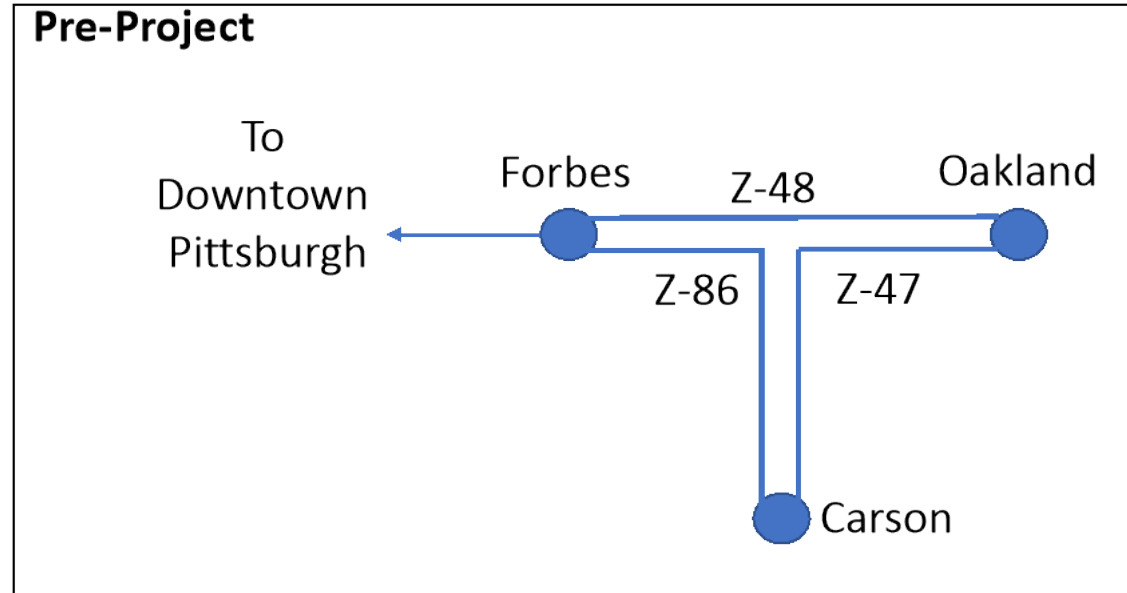 Pre-Project
To
Downtown
Pittsburgh
Forbes
Z-48
Oakland
Z-86
Z-47
Carson